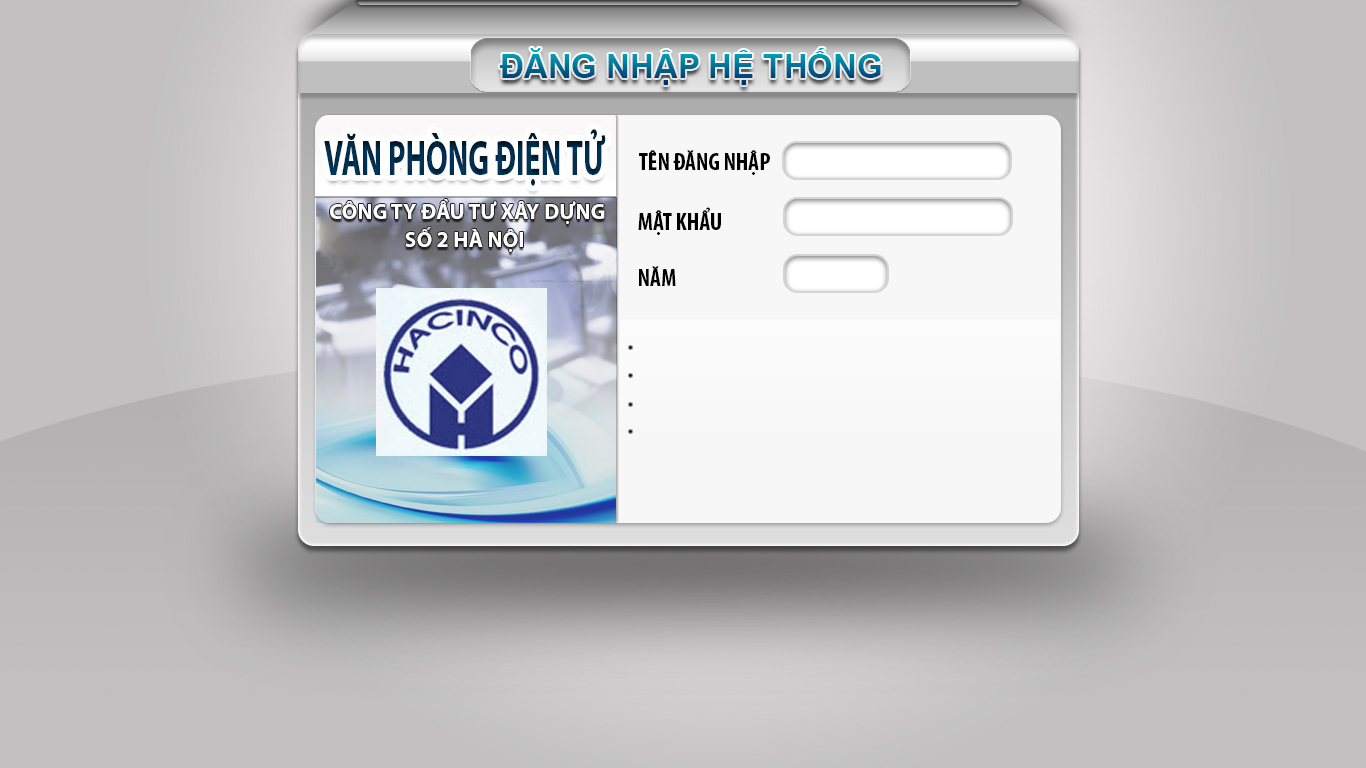 ĐĂNG NHẬP HỆ THỐNG
VĂN PHÒNG ĐIỆN TỬ
CÔNG TY ĐẦU TƯ XÂY DỰNG
SỐ 2 HÀ NỘI
HACINCO
TÊN ĐĂNG NHẬP
MẬT KHẨU
NĂM